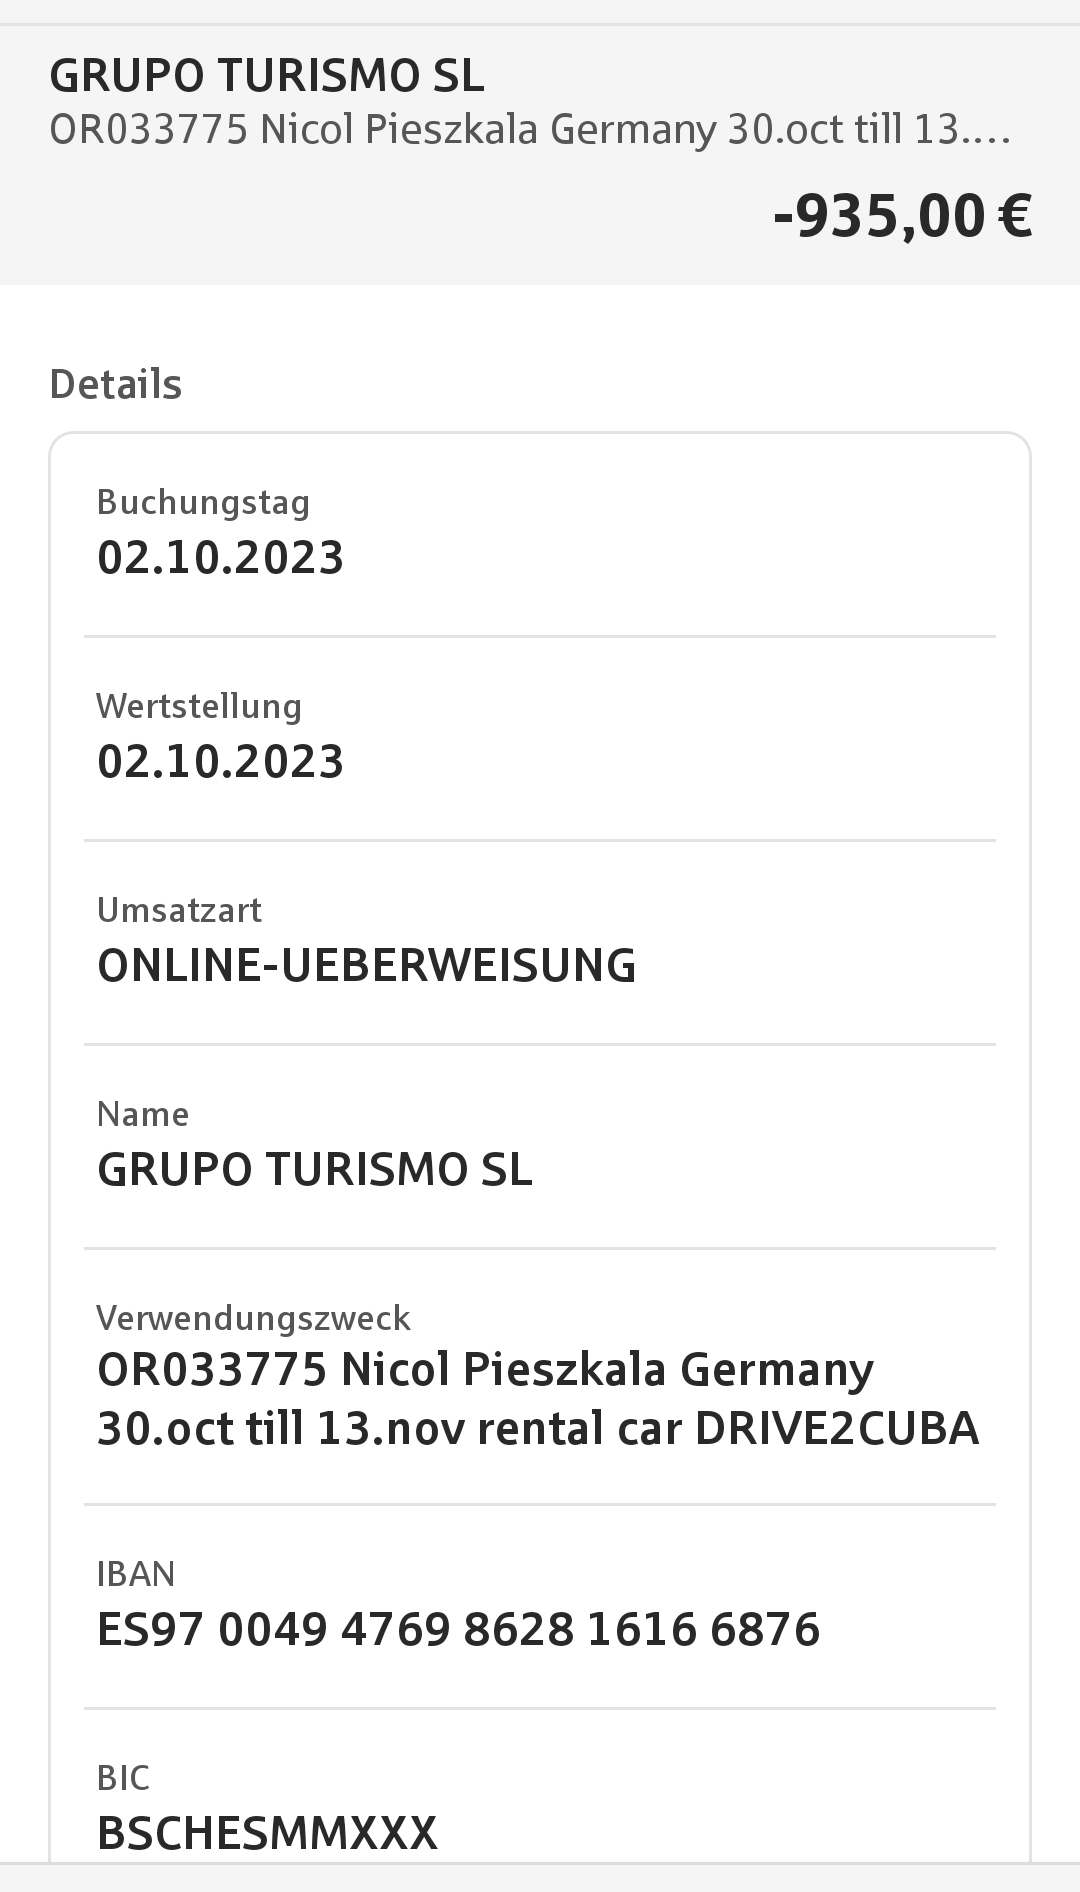 GRUPO TURISMO SL
OR033775 Nicol Pieszkala Germany 30.oct till 13....
-935,00 €
Details
Buchungstag
02.10.2023
Wertstellung
02.10.2023
Umsatzart
ONLINE-UEBERWEISUNG
Name
GRUPO TURISMO SL
Verwendungszweck
OR033775 Nicol Pieszkala Germany
30.oct till 13.nov rental car DRIVE2CUBA
IBAN
ES97 0049 4769 8628 1616 6876
BIC
BSCHESMMXXX